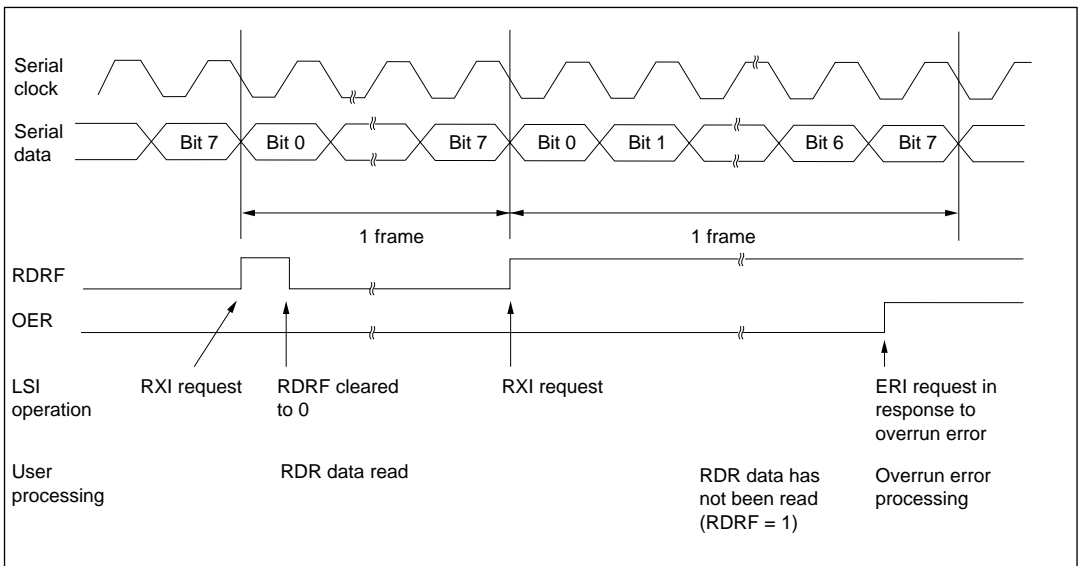 Serial
clock
Serial
data
Bit 7
Bit 0
Bit 7
Bit 0
Bit 1
Bit 6
Bit 7
1 frame
1 frame
RDRF
OER
LSI
operation
RXI request
RDRF cleared
to 0
RXI request
ERI request in
response to
overrun error
User
processing
RDR data read
RDR data has
not been read
(RDRF = 1)
Overrun error
processing